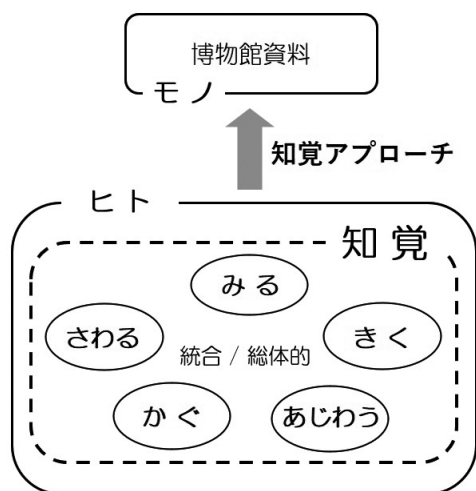 博物館資料
モノ
知覚アプローチ
ヒト
知覚
みる
さわる
きく
統合 / 総体的
かぐ
あじわう